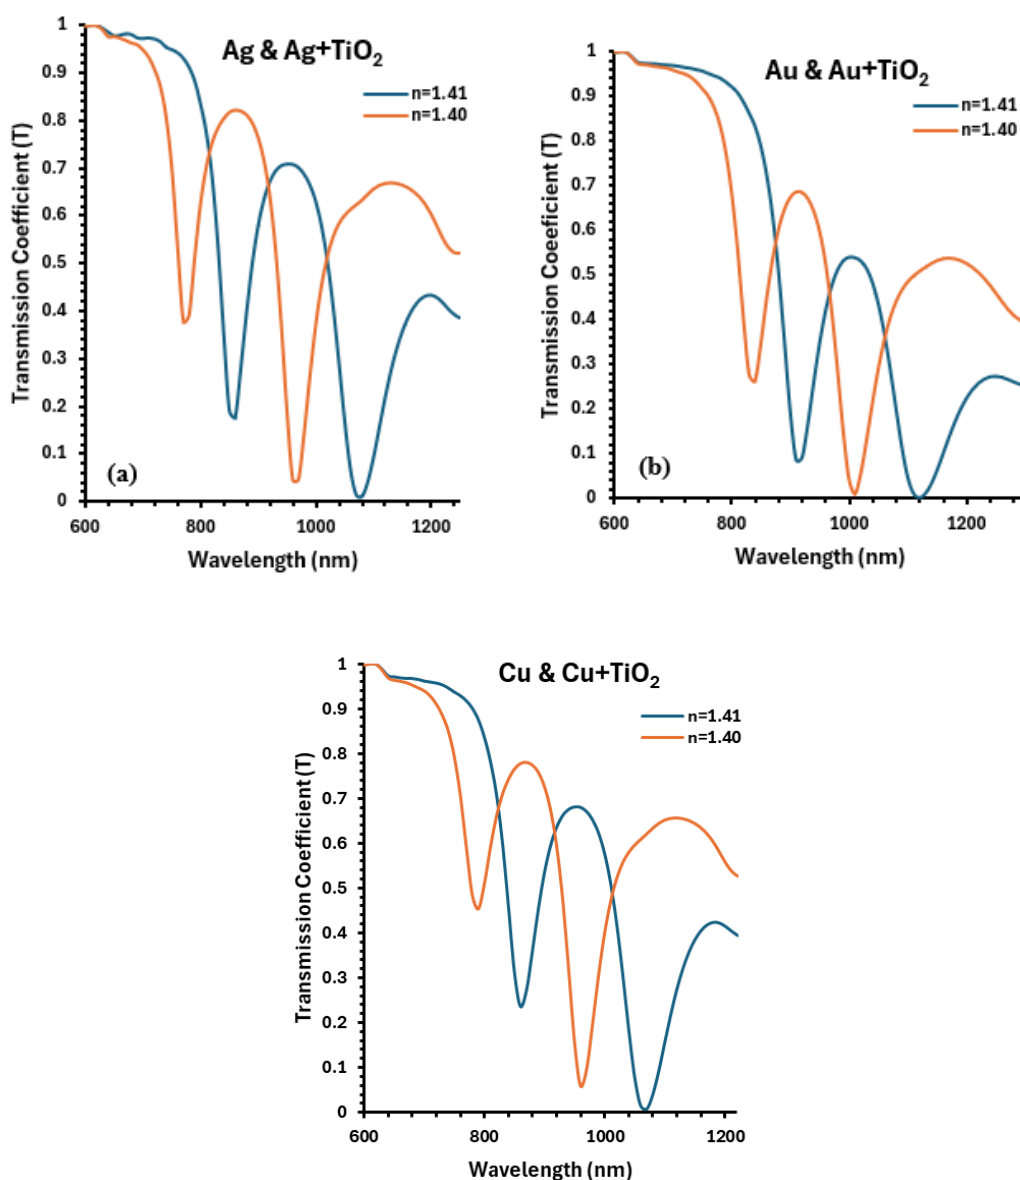 Ag & Ag+TiO₂
n=1.41
n=1.40
Transmission Coefficient (T)
1
0.9
0.8
0.7
0.6
0.5
0.4
0.3
0.2
0.1
0
(a)
600 800 1000 1200
Wavelength (nm)
Au & Au+TiO₂
n=1.41
n=1.40
Transmission Coeeficient (T)
1
0.9
0.8
0.7
0.6
0.5
0.4
0.3
0.2
0.1
0
(b)
600 800 1000 1200
Wavelength (nm)
Cu & Cu+TiO₂
n=1.41
n=1.40
Transmission Coefficient (T)
1
0.9
0.8
0.7
0.6
0.5
0.4
0.3
0.2
0.1
0
600 800 1000 1200
Wavelength (nm)